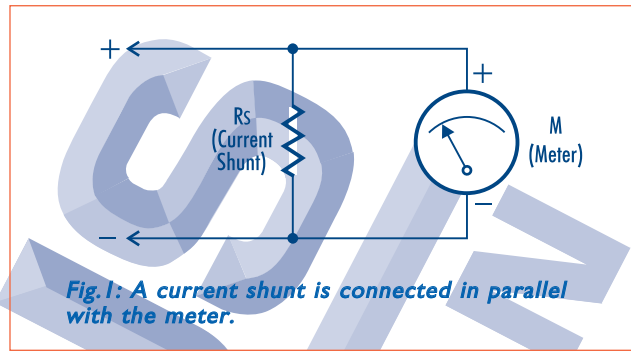 +
+
Rs
(Current
Shunt)
M
(Meter)
−
−
Fig.1: A current shunt is connected in parallel
with the meter.